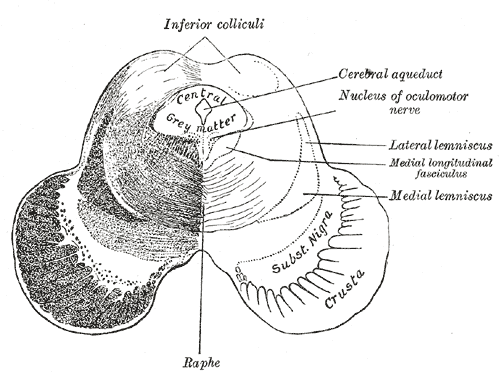 Inferior colliculi
Cerebral aqueduct
Nucleus of oculomotor
nerve
Central
Grey matter
Lateral lemniscus
Medial longitudinal
fasciculus
Medial lemniscus
Subst. Nigra
Crusta
Raphe